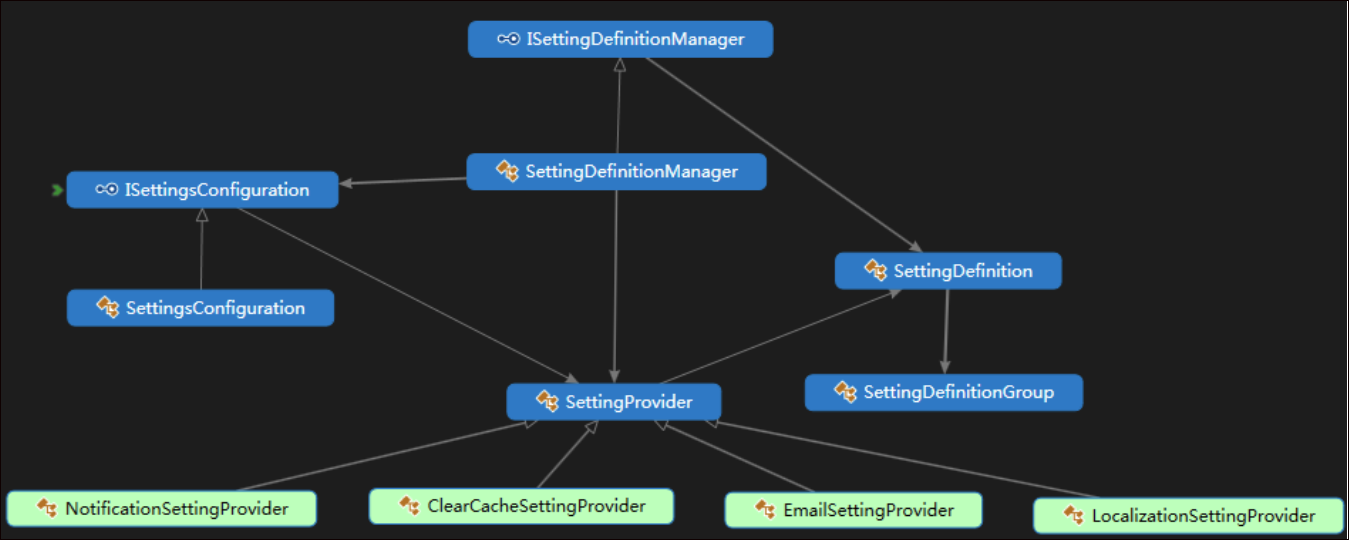 ISettingDefinitionManager
SettingDefinitionManager
ISettingsConfiguration
SettingDefinition
SettingsConfiguration
SettingDefinitionGroup
SettingProvider
NotificationSettingProvider
ClearCacheSettingProvider
EmailSettingProvider
LocalizationSettingProvider